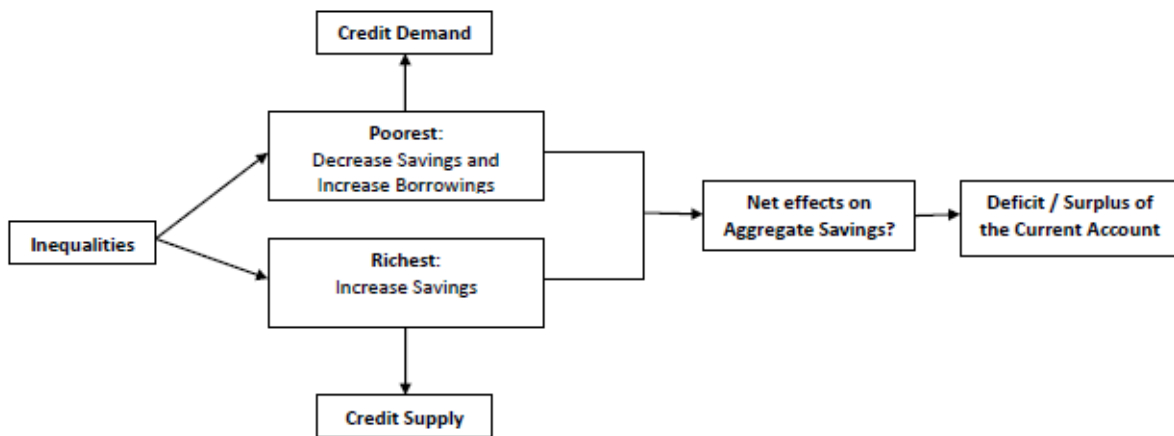 Credit Demand
Poorest:
Decrease Savings and
Increase Borrowings
Inequalities
Richest:
Increase Savings
Net effects on
Aggregate Savings?
Deficit / Surplus of
the Current Account
Credit Supply